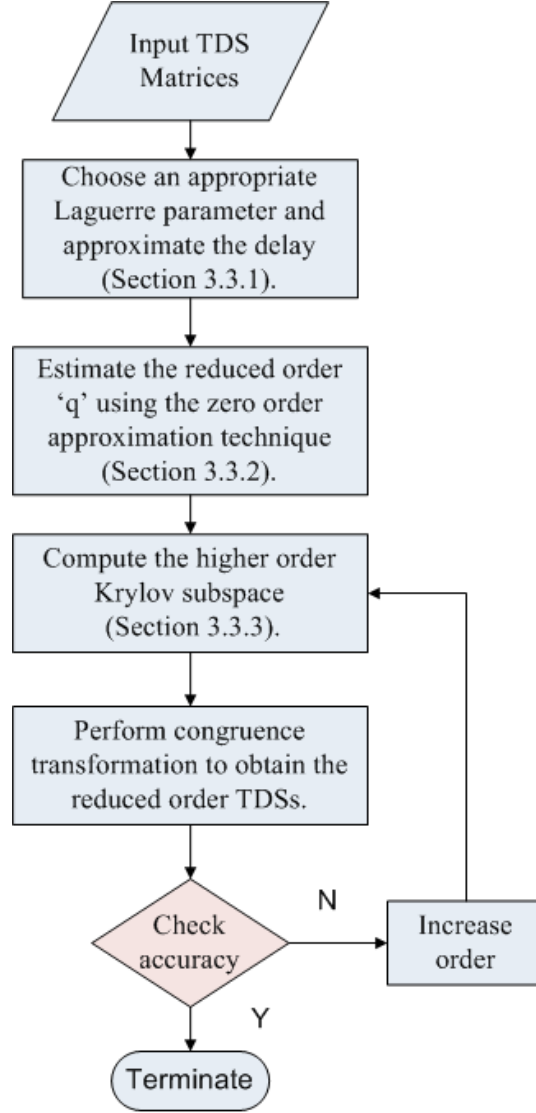 Input TDS
Matrices
Choose an appropriate
Laguerre parameter and
approximate the delay
(Section 3.3.1).
Estimate the reduced order
‘q’ using the zero order
approximation technique
(Section 3.3.2).
Compute the higher order
Krylov subspace
(Section 3.3.3).
Perform congruence
transformation to obtain the
reduced order TDSs.
Check
accuracy
N
Increase
order
Y
Terminate